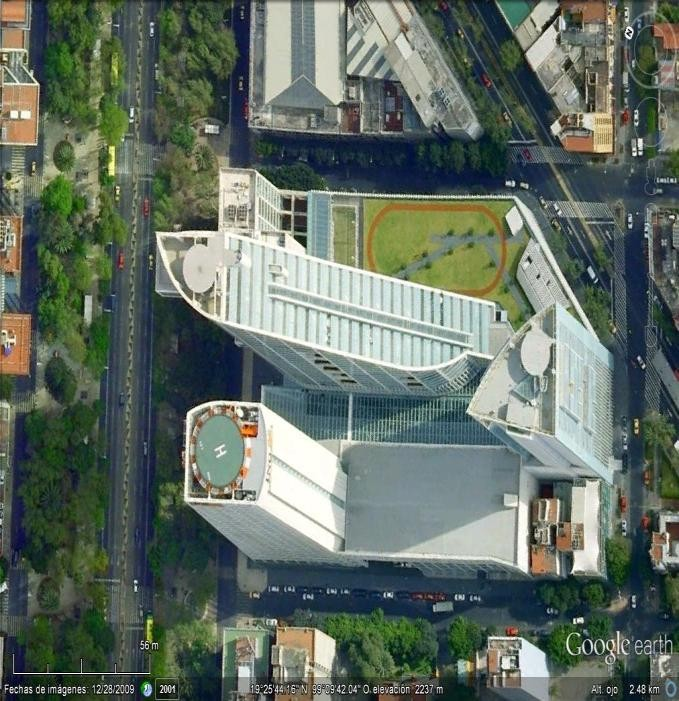 H
56 m
Google earth
Fechas de imágenes: 12/28/2009
2001
19°25'44.16" N 99°09'42.04" O elevación 2237 m
Alt. ojo 2.48 km